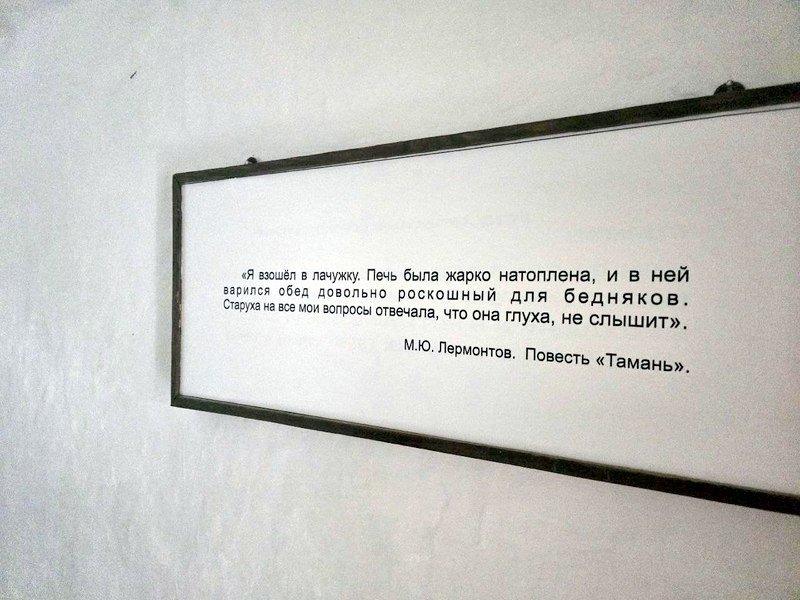 «Я взошёл в лачужку. Печь была жарко натоплена, и в ней
варился обед довольно роскошный для бедняков.
Старуха на все мои вопросы отвечала, что она глуха, не слышит».
М.Ю. Лермонтов. Повесть «Тамань».